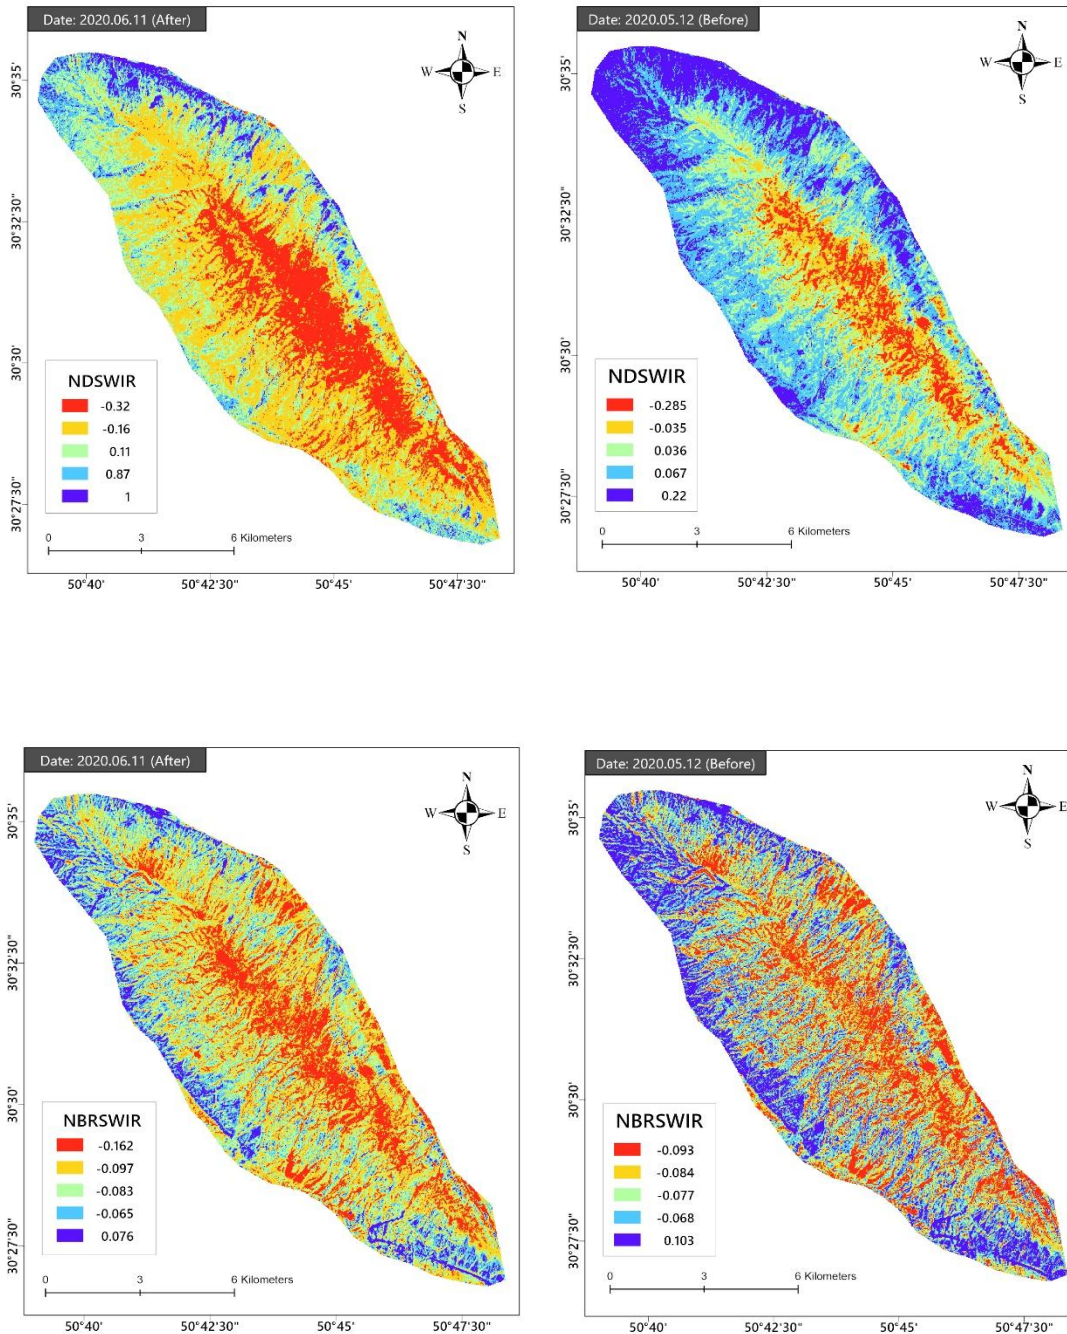 Date: 2020.06.11 (After)
N
W E
S
30°35'
30°32'30"
30°30'
30°27'30"
NDSWIR
-0.32
-0.16
0.11
0.87
1
0 3 6 Kilometers
50°40' 50°42'30" 50°45' 50°47'30"
Date: 2020.05.12 (Before)
N
W E
S
30°35'
30°32'30"
30°30'
30°27'30"
NDSWIR
-0.285
-0.035
0.036
0.067
0.22
0 3 6 Kilometers
50°40' 50°42'30" 50°45' 50°47'30"
Date: 2020.06.11 (After)
N
W E
S
30°35'
30°32'30"
30°30'
30°27'30"
NBRSWIR
-0.162
-0.097
-0.083
-0.065
0.076
0 3 6 Kilometers
50°40' 50°42'30" 50°45' 50°47'30"
Date: 2020.05.12 (Before)
N
W E
S
30°35'
30°32'30"
30°30'
30°27'30"
NBRSWIR
-0.093
-0.084
-0.077
-0.068
0.103
0 3 6 Kilometers
50°40' 50°42'30" 50°45' 50°47'30"